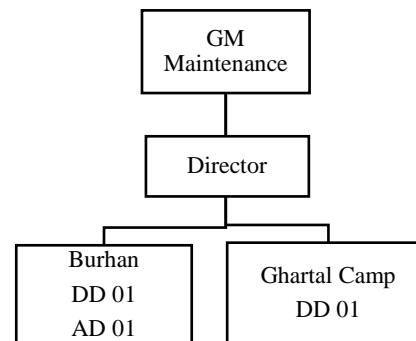 GM
Maintenance
Director
Burhan
DD 01
AD 01
Ghartal Camp
DD 01